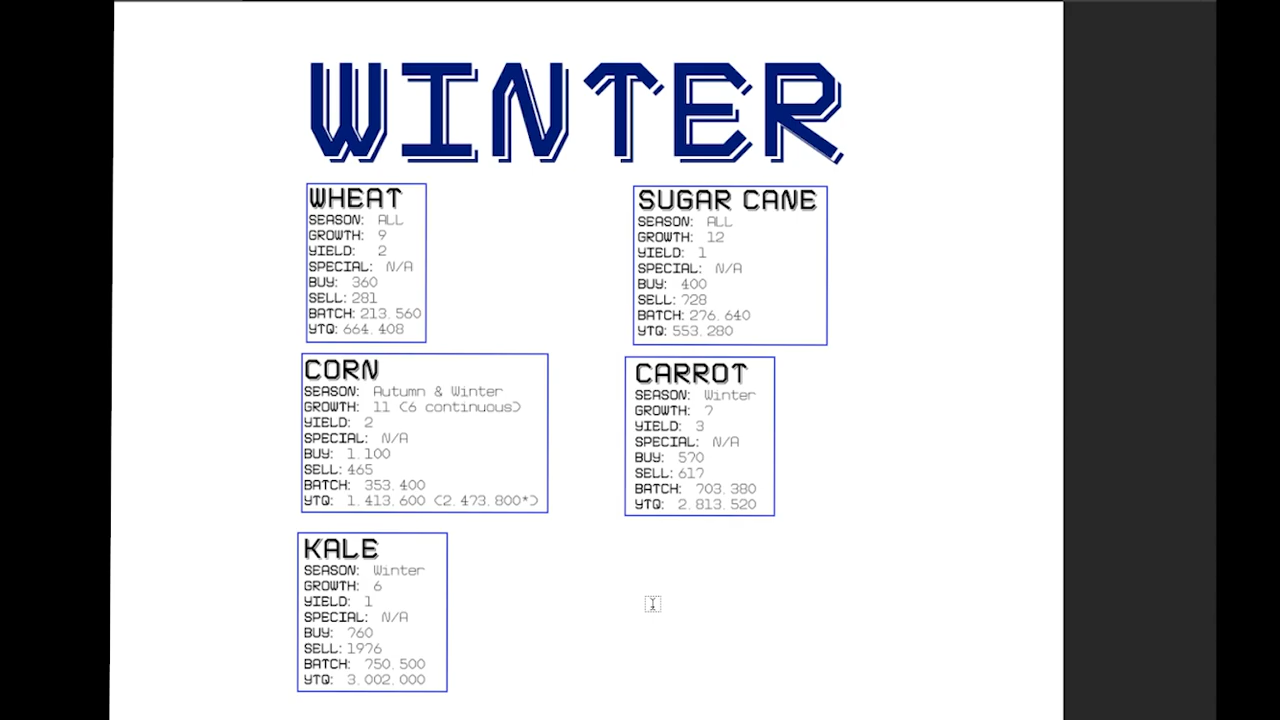 WINTER
WHEAT
SEASON: ALL
GROWTH: 9
YIELD: 2
SPECIAL: N/A
BUY: 360
SELL: 281
BATCH: 213.560
YTQ: 664.408
SUGAR CANE
SEASON: ALL
GROWTH: 12
YIELD: 1
SPECIAL: N/A
BUY: 400
SELL: 728
BATCH: 276.640
YTQ: 553.280
CORN
SEASON: Autumn & Winter
GROWTH: 11 (6 continuous)
YIELD: 2
SPECIAL: N/A
BUY: 1.100
SELL: 465
BATCH: 353.400
YTQ: 1.413.600 (2.473.800*)
CARROT
SEASON: Winter
GROWTH: 7
YIELD: 3
SPECIAL: N/A
BUY: 570
SELL: 617
BATCH: 703.380
YTQ: 2.813.520
KALE
SEASON: Winter
GROWTH: 6
YIELD: 1
SPECIAL: N/A
BUY: 760
SELL: 1976
BATCH: 750.500
YTQ: 3.002.000